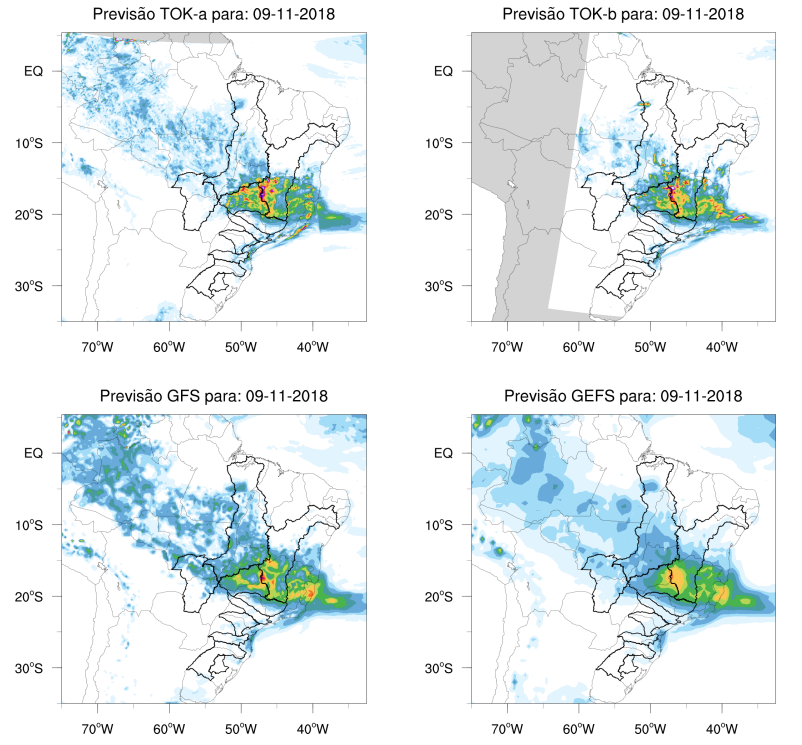 Previsão TOK-a para: 09-11-2018
Previsão TOK-b para: 09-11-2018
EQ
10°S
20°S
30°S
70°W
60°W
50°W
40°W
EQ
10°S
20°S
30°S
70°W
60°W
50°W
40°W
Previsão GFS para: 09-11-2018
Previsão GEFS para: 09-11-2018
EQ
10°S
20°S
30°S
70°W
60°W
50°W
40°W
EQ
10°S
20°S
30°S
70°W
60°W
50°W
40°W